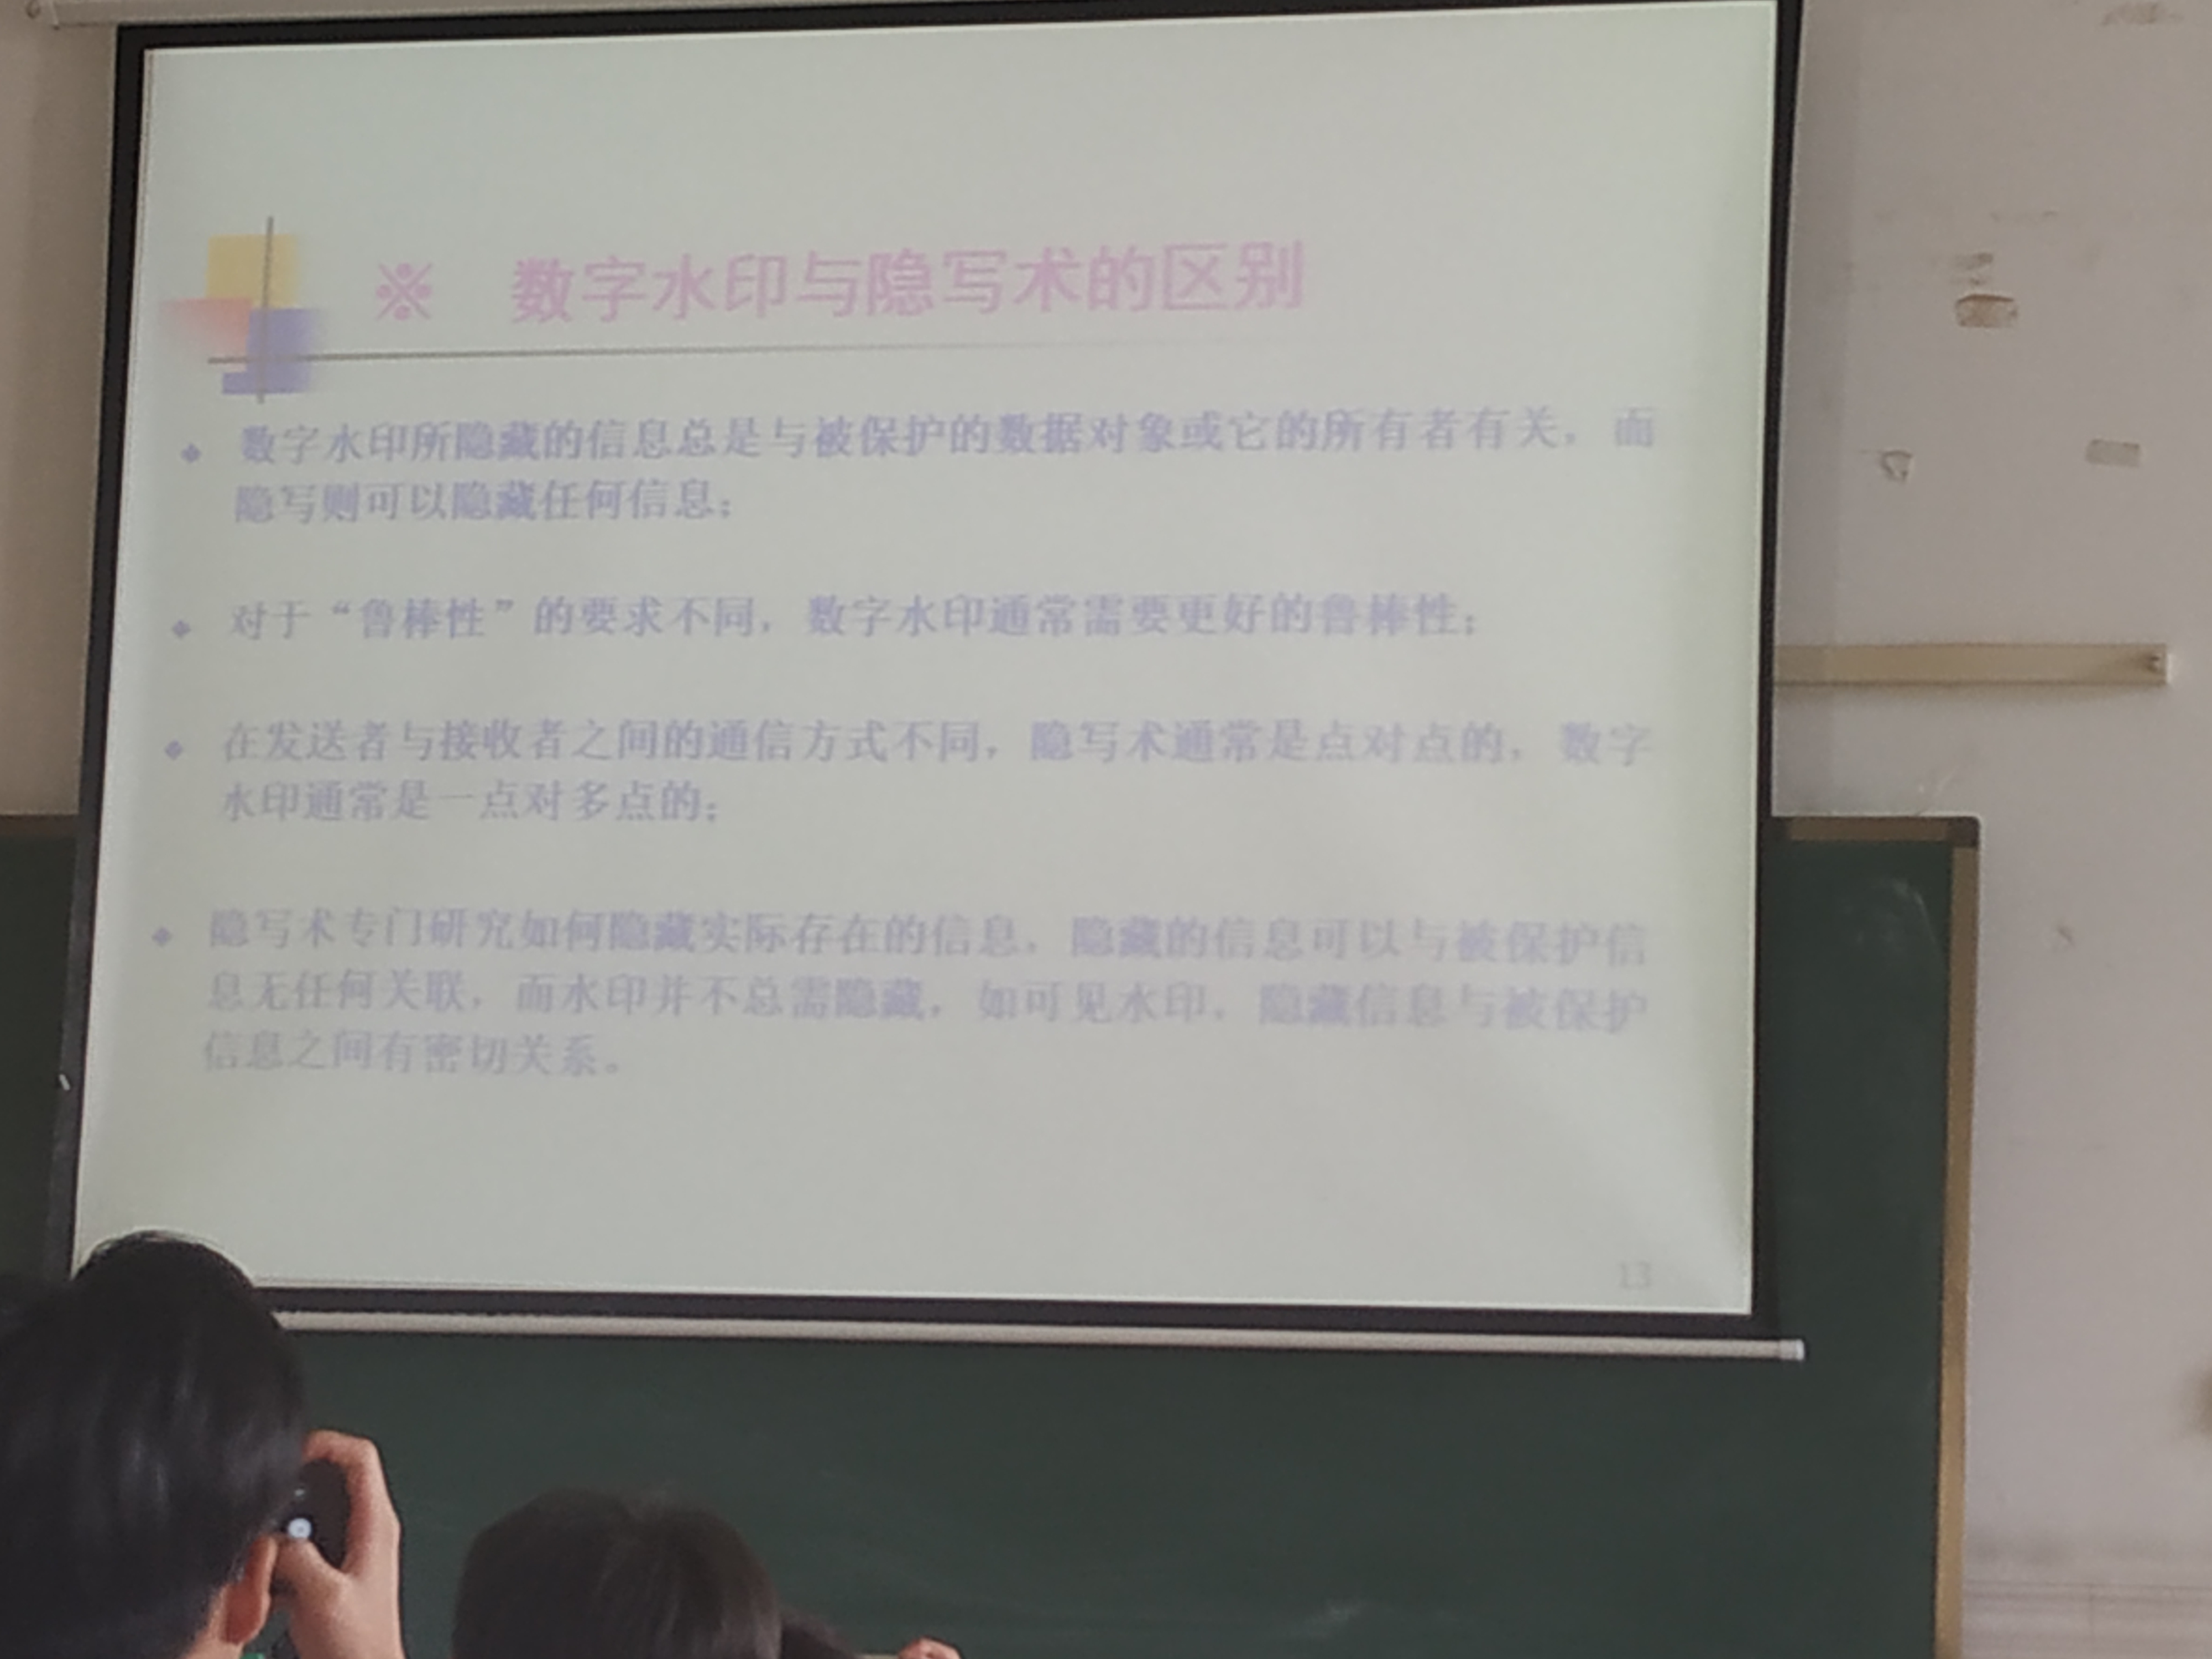 ※ 数字水印与隐写术的区别
◆ 数字水印所隐藏的信息总是与被保护的数据对象或它的所有者有关，而
隐写则可以隐藏任何信息；
◆ 对于“鲁棒性”的要求不同，数字水印通常需要更好的鲁棒性；
◆ 在发送者与接收者之间的通信方式不同，隐写术通常是点对点的，数字
水印通常是一点对多点的；
◆ 隐写术专门研究如何隐藏实际存在的信息，隐藏的信息可以与被保护信
息无任何关联，而水印并不总需隐藏，如可见水印，隐藏信息与被保护
信息之间有密切关系。
13